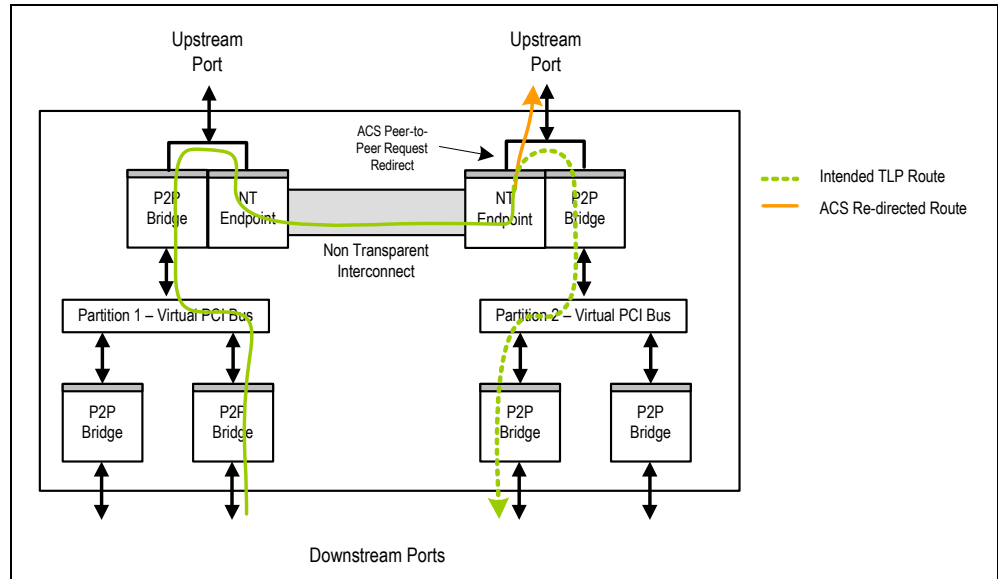 Upstream
Port
Upstream
Port
ACS Peer-to-
Peer Request
Redirect
P2P
Bridge
NT
Endpoint
NT
Endpoint
P2P
Bridge
Non Transparent
Interconnect
Intended TLP Route
ACS Re-directed Route
Partition 1 – Virtual PCI Bus
Partition 2 – Virtual PCI Bus
P2P
Bridge
P2P
Bridge
P2P
Bridge
P2P
Bridge
Downstream Ports